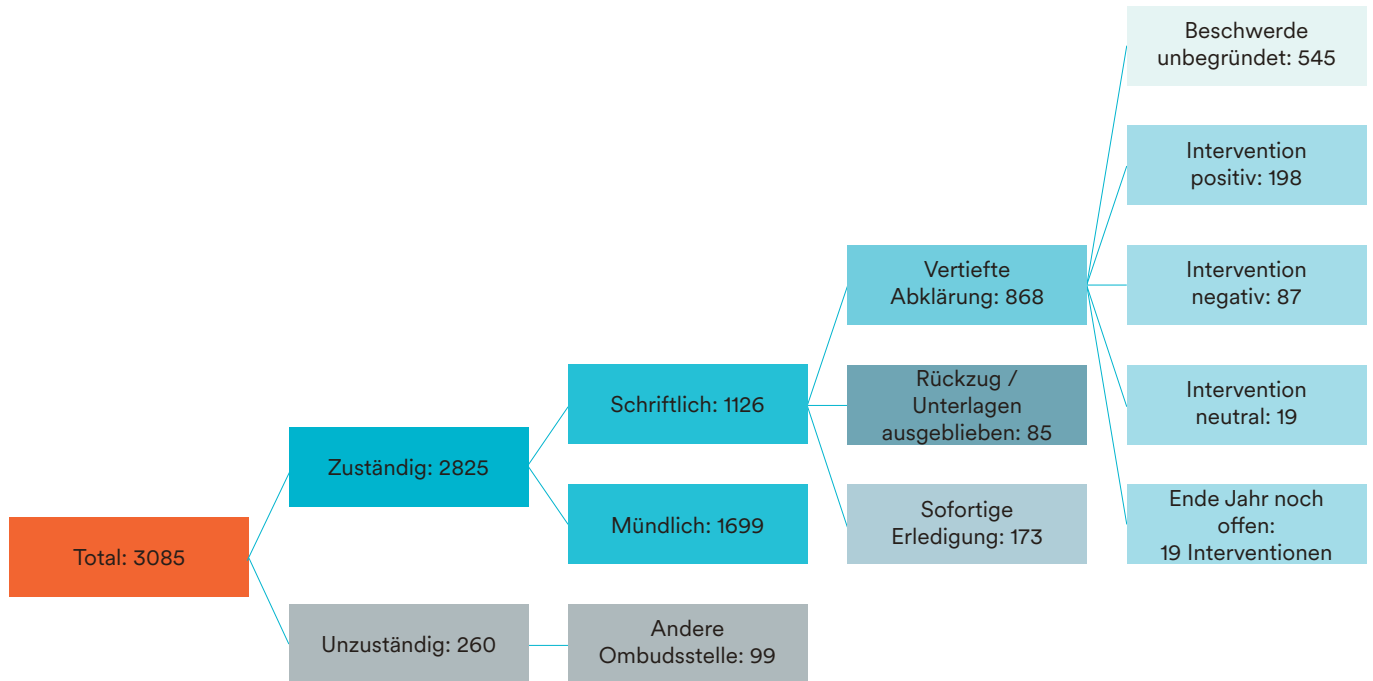 Total: 3085
Zuständig: 2825
Unzuständig: 260
Schriftlich: 1126
Mündlich: 1699
Andere
Ombudsstelle: 99
Vertiefte
Abklärung: 868
Rückzug /
Unterlagen
ausgeblieben: 85
Sofortige
Erledigung: 173
Beschwerde
unbegründet: 545
Intervention
positiv: 198
Intervention
negativ: 87
Intervention
neutral: 19
Ende Jahr noch
offen:
19 Interventionen